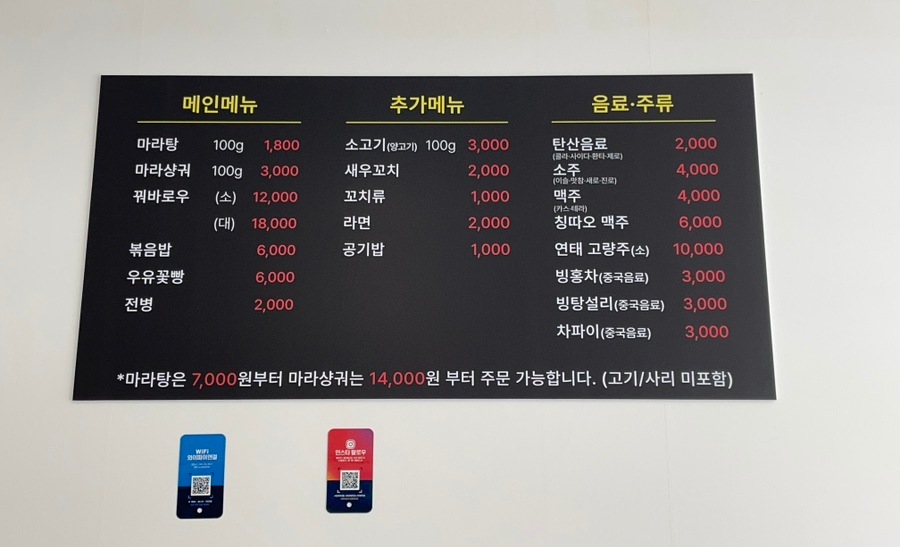 메인메뉴
마라탕 100g 1,800
마라샹궈 100g 3,000
꿔바로우 (소) 12,000
(대) 18,000
볶음밥 6,000
우유꽃빵 6,000
전병 2,000
추가메뉴
소고기(양고기) 100g 3,000
새우꼬치 2,000
꼬치류 1,000
라면 2,000
공기밥 1,000
음료·주류
탄산음료 2,000
(콜라·사이다·환타·제로)
소주 4,000
(이슬·맛참·새로·진로)
맥주 4,000
(카스·테라)
칭따오 맥주 6,000
연태 고량주(소) 10,000
빙홍차(중국음료) 3,000
빙탕설리(중국음료) 3,000
차파이(중국음료) 3,000
*마라탕은 7,000원부터 마라샹궈는 14,000원 부터 주문 가능합니다. (고기/사리 미포함)
WiFi
와이파이연결
인스타 팔로우